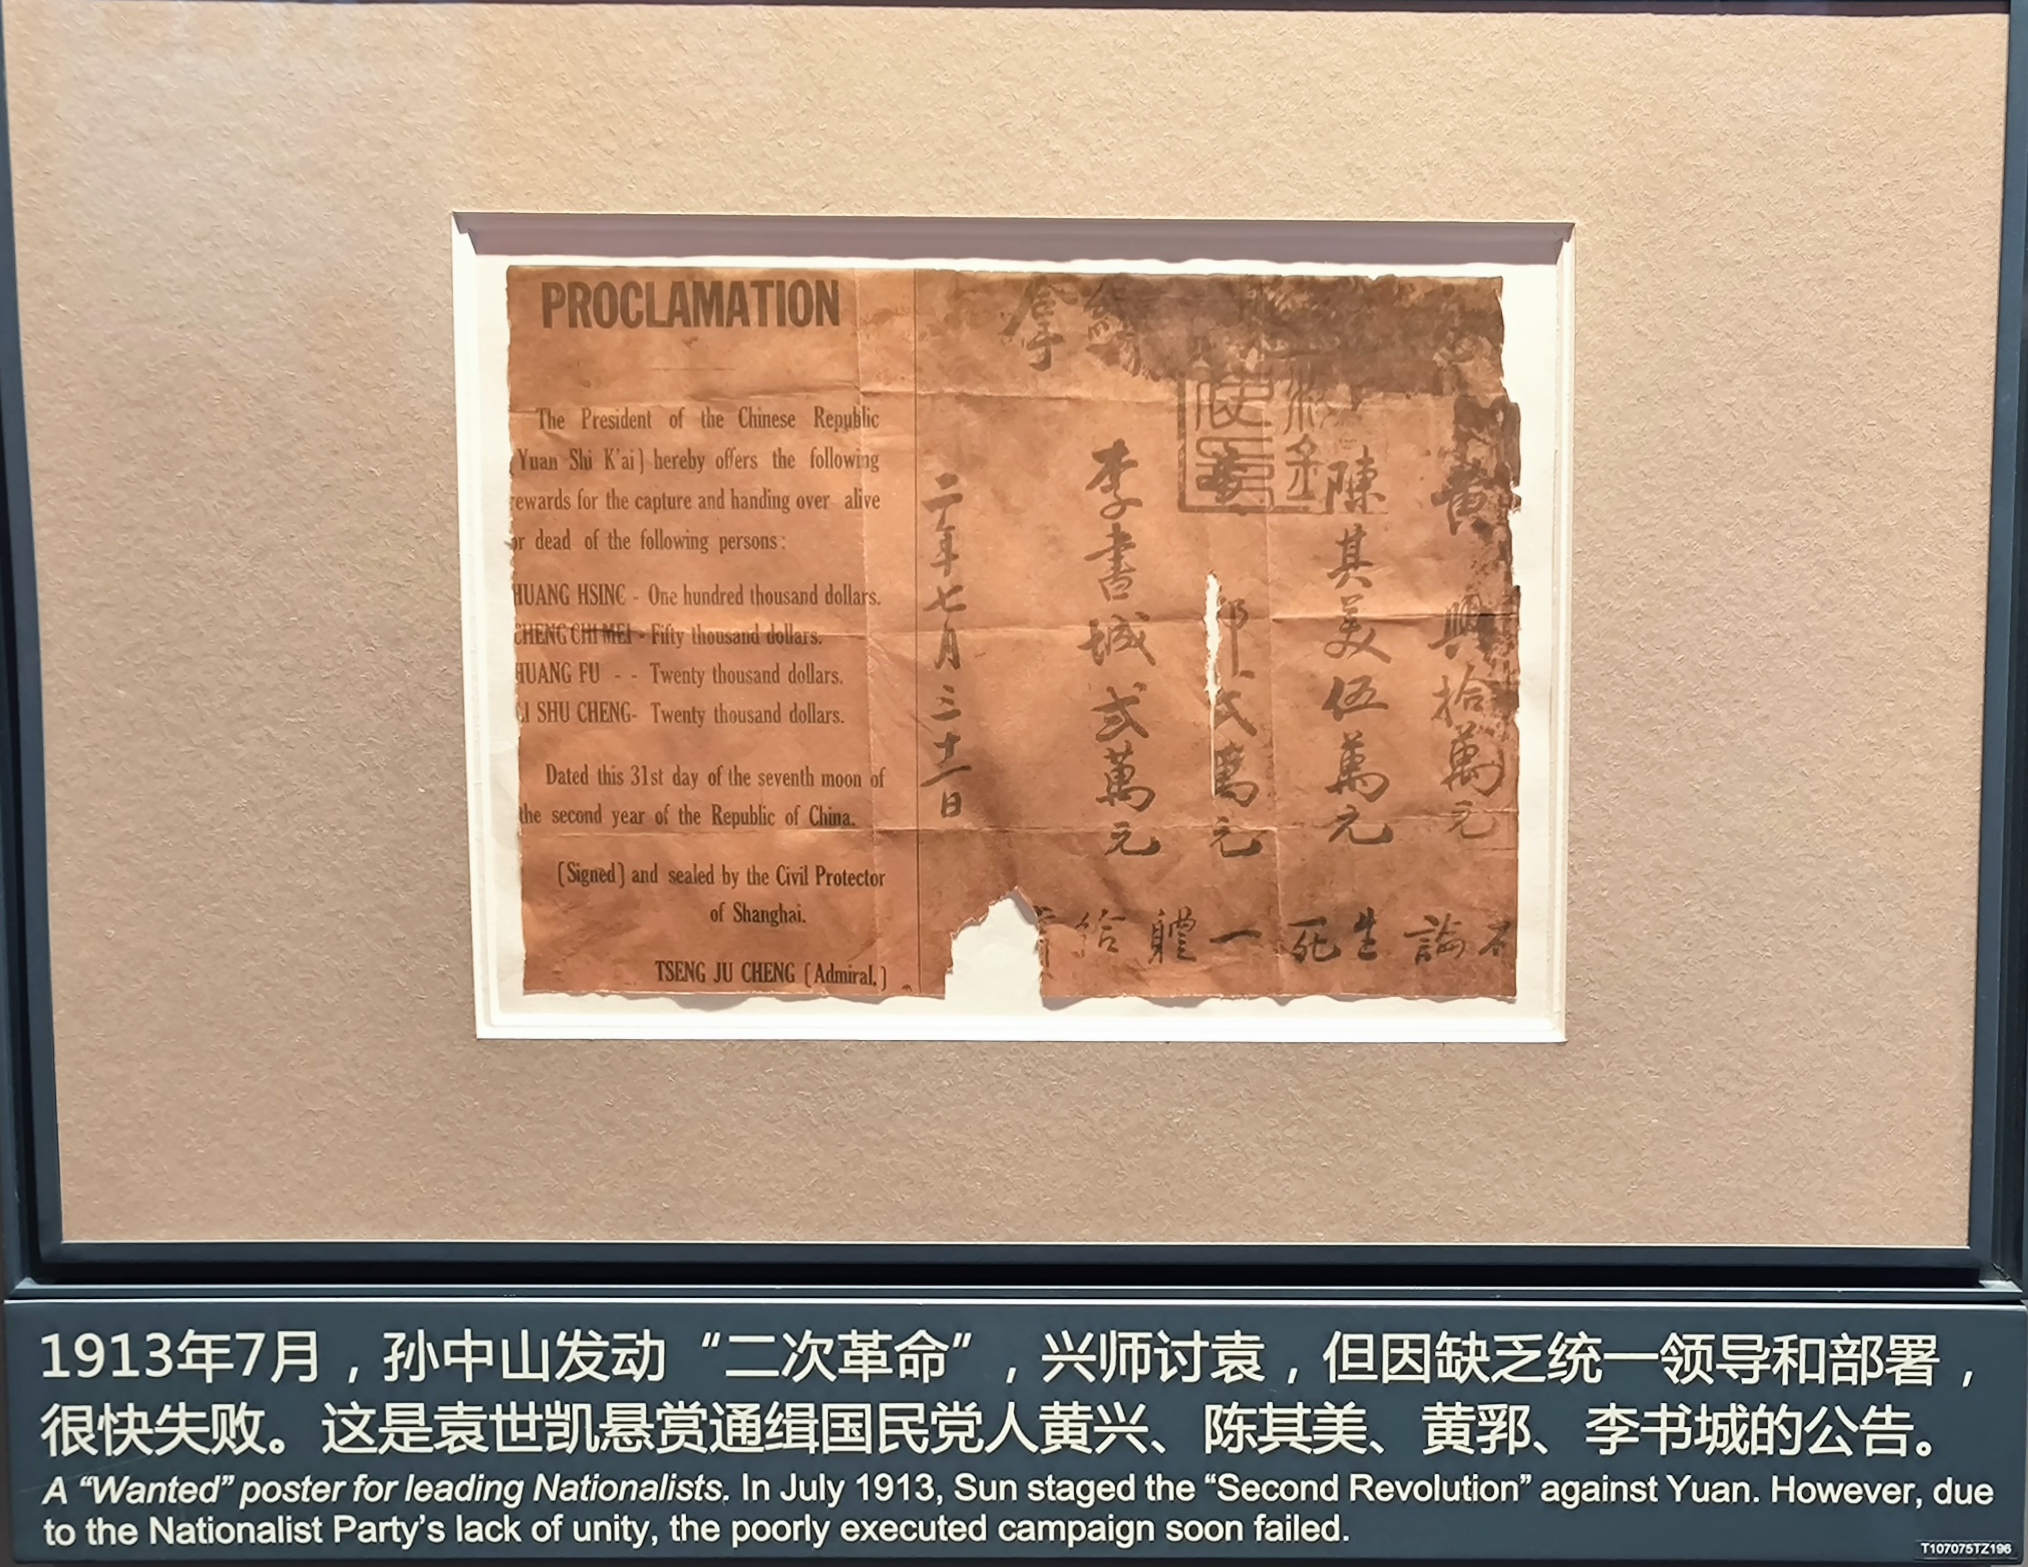 PROCLAMATION
The President of the Chinese Republic
(Yuan Shi K'ai) hereby offers the following
rewards for the capture and handing over alive
or dead of the following persons:
HUANG HSING - One hundred thousand dollars.
CHENG CHI MEI - Fifty thousand dollars.
HUANG FU - - Twenty thousand dollars.
LI SHU CHENG- Twenty thousand dollars.
Dated this 31st day of the seventh moon of
the second year of the Republic of China.
(Signed) and sealed by the Civil Protector
of Shanghai.
TSENG JU CHENG (Admiral.)
拿
黃興拾萬元
陳其美伍萬元
弍萬元
李書城弍萬元
二年七月三十一日
不論生死一軆給
1913年7月，孙中山发动“二次革命”，兴师讨袁，但因缺乏统一领导和部署，
很快失败。这是袁世凯悬赏通缉国民党人黄兴、陈其美、黄郛、李书城的公告。
A “Wanted” poster for leading Nationalists. In July 1913, Sun staged the “Second Revolution” against Yuan. However, due
to the Nationalist Party’s lack of unity, the poorly executed campaign soon failed.
T107075TZ196